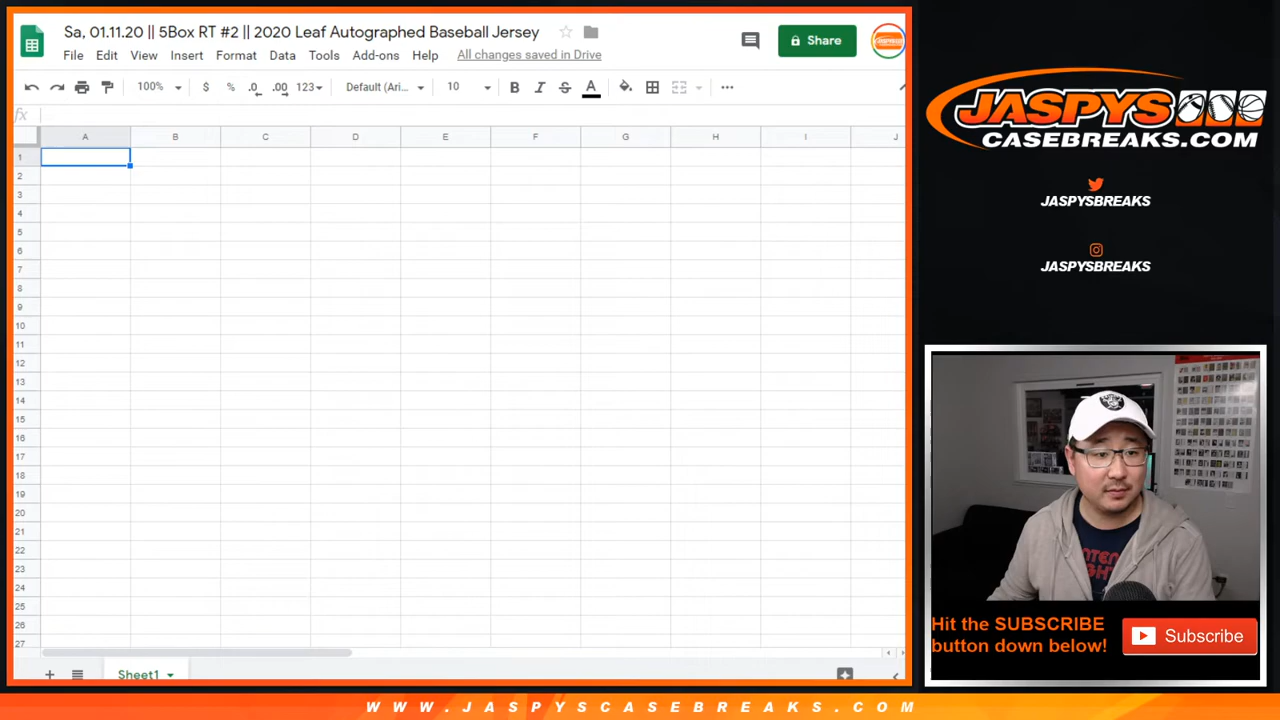 Sa, 01.11.20 || 5Box RT #2 || 2020 Leaf Autographed Baseball Jersey
File Edit View Insert Format Data Tools Add-ons Help All changes saved in Drive
Share
100% $ % .0 .00 123 Default (Ari... 10 B I S A
fx
A B C D E F G H I J
1
2
3
4
5
6
7
8
9
10
11
12
13
14
15
16
17
18
19
20
21
22
23
24
25
26
27
Sheet1
JASPYS
CASEBREAKS.COM
JASPYSBREAKS
JASPYSBREAKS
Hit the SUBSCRIBE
button down below!
Subscribe
WWW.JASPYSCASEBREAKS.COM